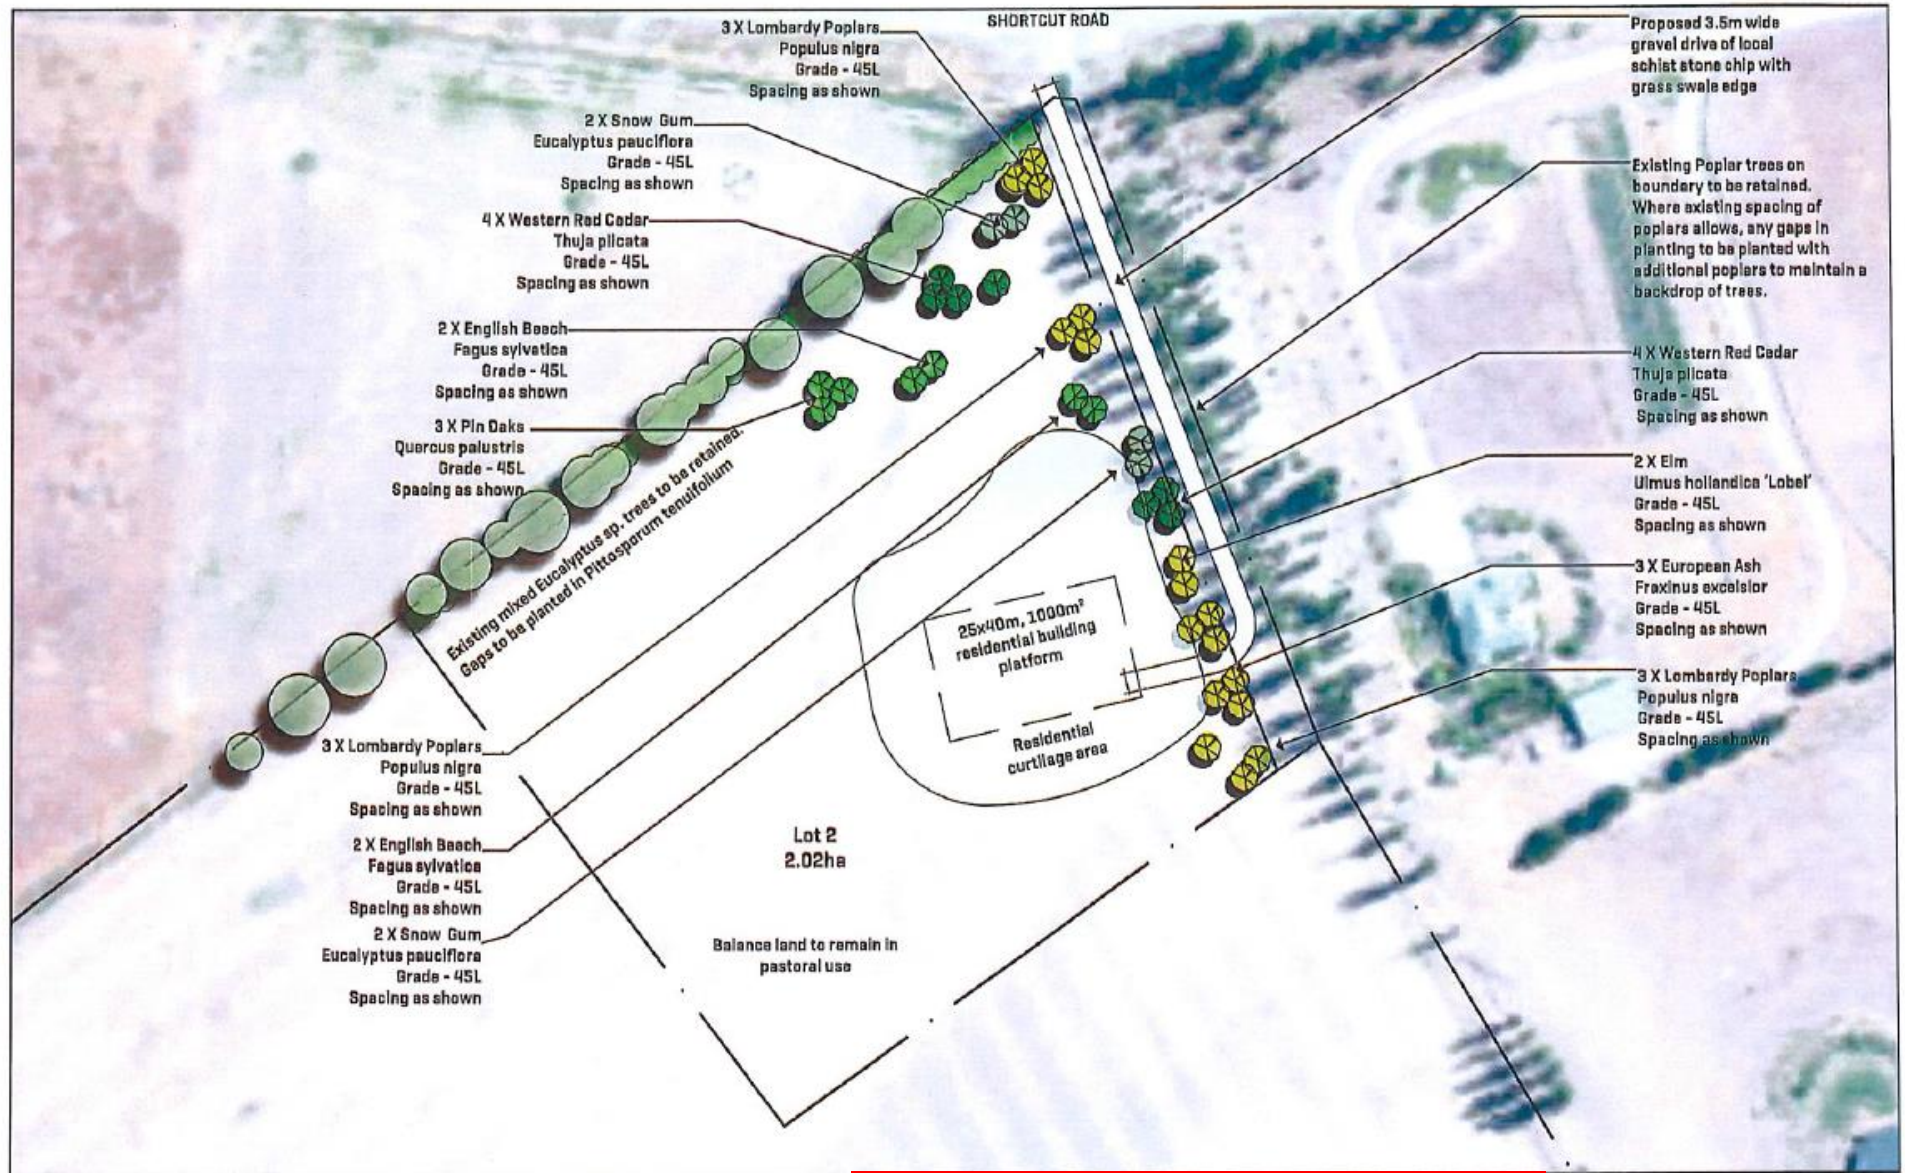 SHORTCUT ROAD
3 X Lombardy Poplars
Populus nigra
Grade - 45L
Spacing as shown
2 X Snow Gum
Eucalyptus pauciflora
Grade - 45L
Spacing as shown
4 X Western Red Cedar
Thuja plicata
Grade - 45L
Spacing as shown
2 X English Beech
Fagus sylvatica
Grade - 45L
Spacing as shown
3 X Pin Oaks
Quercus palustris
Grade - 45L
Spacing as shown
Existing mixed Eucalyptus sp. trees to be retained.
Gaps to be planted in Pittosporum tenuifolium
3 X Lombardy Poplars
Populus nigra
Grade - 45L
Spacing as shown
2 X English Beech
Fagus sylvatica
Grade - 45L
Spacing as shown
2 X Snow Gum
Eucalyptus pauciflora
Grade - 45L
Spacing as shown
25x40m, 1000m²
residential building
platform
Residential
curtilage area
Lot 2
2.02ha
Balance land to remain in
pastoral use
Proposed 3.5m wide
gravel drive of local
schist stone chip with
grass swale edge
Existing Poplar trees on
boundary to be retained.
Where existing spacing of
poplars allows, any gaps in
planting to be planted with
additional poplars to maintain a
backdrop of trees.
4 X Western Red Cedar
Thuja plicata
Grade - 45L
Spacing as shown
2 X Elm
Ulmus hollandica 'Lobel'
Grade - 45L
Spacing as shown
3 X European Ash
Fraxinus excelsior
Grade - 45L
Spacing as shown
3 X Lombardy Poplars
Populus nigra
Grade - 45L
Spacing as shown